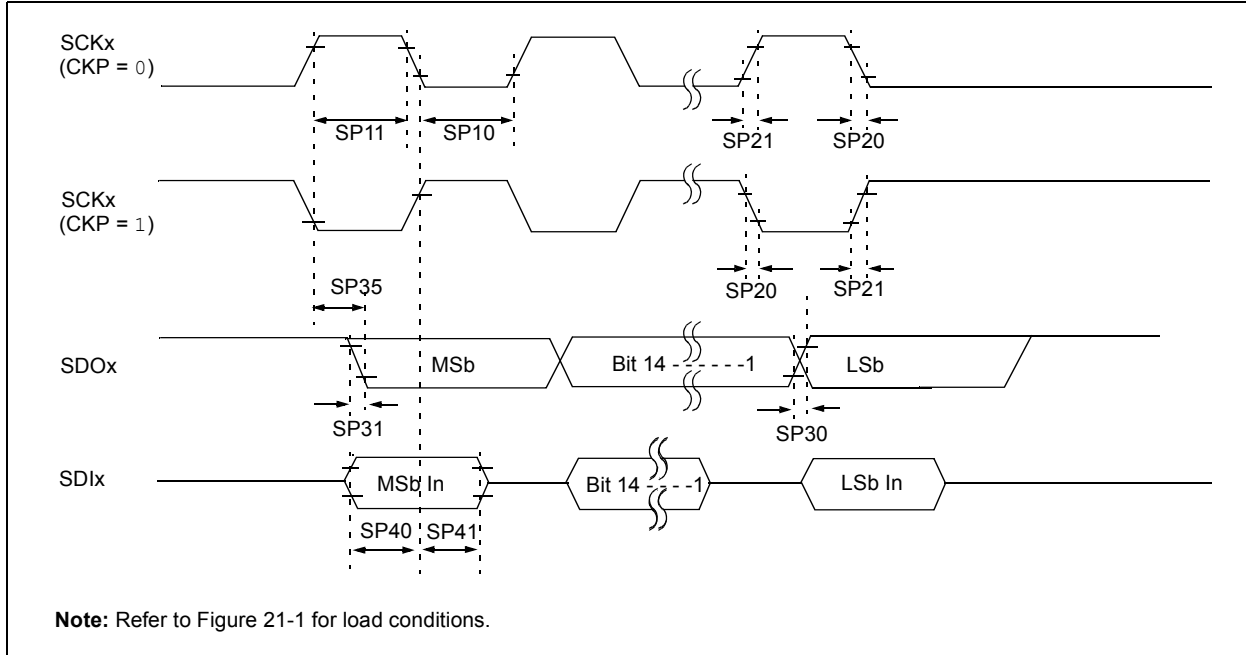 SCKx
(CKP = 0)
SP11
SP10
SP21
SP20
SCKx
(CKP = 1)
SP35
SP20
SP21
SDOx
MSb
Bit 14 - - - - - -1
LSb
SP31
SP30
SDIx
MSb In
Bit 14 - - - -1
LSb In
SP40
SP41
Note: Refer to Figure 21-1 for load conditions.